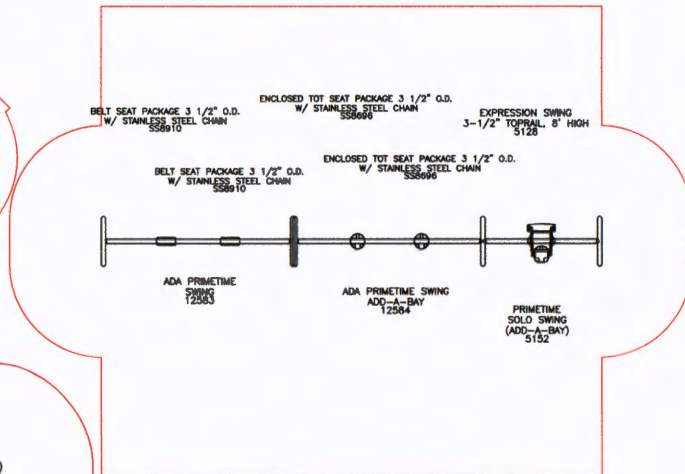 BELT SEAT PACKAGE 3 1/2" O.D.
W/ STAINLESS STEEL CHAIN
SS8910
ENCLOSED TOT SEAT PACKAGE 3 1/2" O.D.
W/ STAINLESS STEEL CHAIN
SS8696
EXPRESSION SWING
3-1/2" TOPRAIL, 8' HIGH
5128
BELT SEAT PACKAGE 3 1/2" O.D.
W/ STAINLESS STEEL CHAIN
SS8910
ENCLOSED TOT SEAT PACKAGE 3 1/2" O.D.
W/ STAINLESS STEEL CHAIN
SS8696
ADA PRIMETIME
SWING
12583
ADA PRIMETIME SWING
ADD-A-BAY
12584
PRIMETIME
SOLO SWING
(ADD-A-BAY)
5152